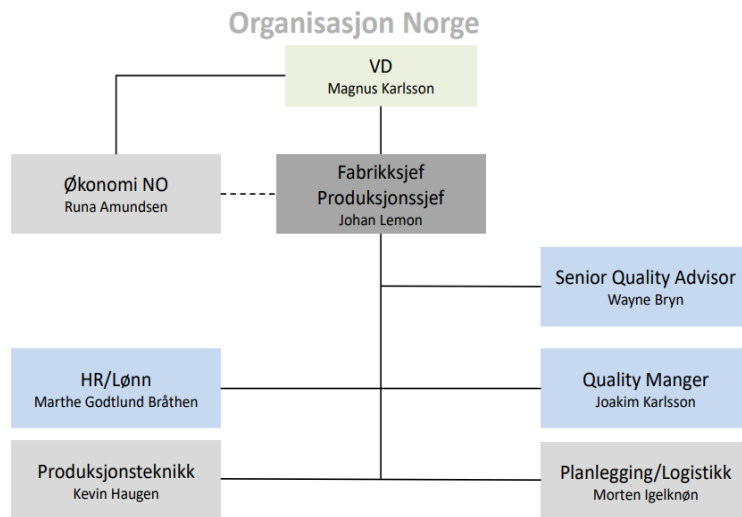 Organisasjon Norge
VD
Magnus Karlsson
Økonomi NO
Runa Amundsen
Fabrikksjef
Produksjonssjef
Johan Lemon
Senior Quality Advisor
Wayne Bryn
HR/Lønn
Marthe Godtlund Bråthen
Quality Manger
Joakim Karlsson
Produksjonsteknikk
Kevin Haugen
Planlegging/Logistikk
Morten Igelknøn